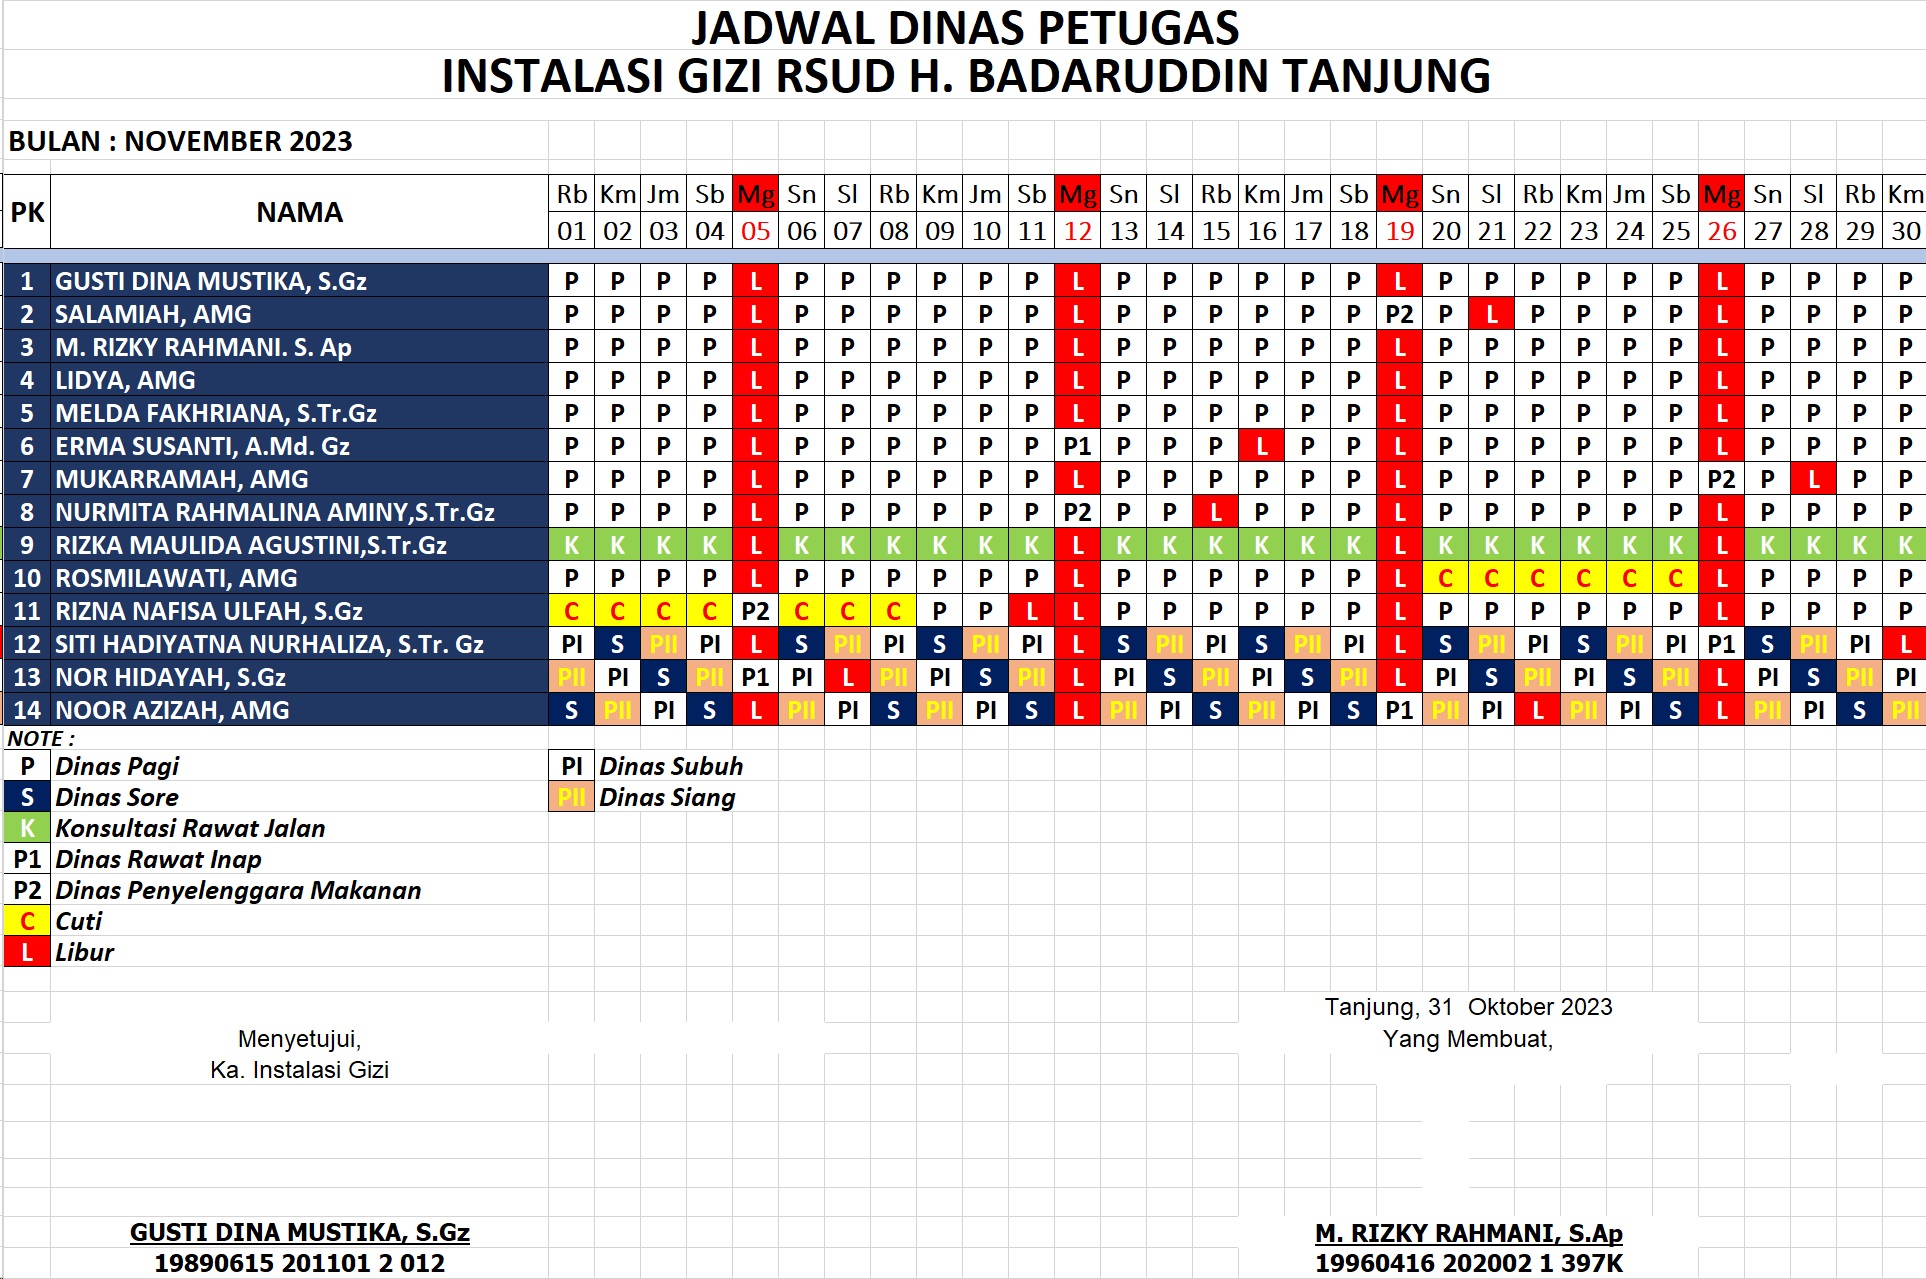 JADWAL DINAS PETUGAS
INSTALASI GIZI RSUD H. BADARUDDIN TANJUNG
BULAN : NOVEMBER 2023
PK NAMA Rb Km Jm Sb Mg Sn Sl Rb Km Jm Sb Mg Sn Sl Rb Km Jm Sb Mg Sn Sl Rb Km Jm Sb Mg Sn Sl Rb Km
01 02 03 04 05 06 07 08 09 10 11 12 13 14 15 16 17 18 19 20 21 22 23 24 25 26 27 28 29 30
1 GUSTI DINA MUSTIKA, S.Gz P P P P L P P P P P P L P P P P P P L P P P P P P L P P P P
2 SALAMIAH, AMG P P P P L P P P P P P L P P P P P P P2 P L P P P P L P P P P
3 M. RIZKY RAHMANI. S. Ap P P P P L P P P P P P L P P P P P P L P P P P P P L P P P P
4 LIDYA, AMG P P P P L P P P P P P L P P P P P P L P P P P P P L P P P P
5 MELDA FAKHRIANA, S.Tr.Gz P P P P L P P P P P P L P P P P P P L P P P P P P L P P P P
6 ERMA SUSANTI, A.Md. Gz P P P P L P P P P P P P1 P P P L P P L P P P P P P L P P P P
7 MUKARRAMAH, AMG P P P P L P P P P P P L P P P P P P L P P P P P P P2 P L P P
8 NURMITA RAHMALINA AMINY,S.Tr.Gz P P P P L P P P P P P P2 P P L P P P L P P P P P P L P P P P
9 RIZKA MAULIDA AGUSTINI,S.Tr.Gz K K K K L K K K K K K L K K K K K K L K K K K K K L K K K K
10 ROSMILAWATI, AMG P P P P L P P P P P P L P P P P P P L C C C C C C L P P P P
11 RIZNA NAFISA ULFAH, S.Gz C C C C P2 C C C P P L L P P P P P P L P P P P P P L P P P P
12 SITI HADIYATNA NURHALIZA, S.Tr. Gz PI S PII PI L S PII PI S PII PI L S PII PI S PII PI L S PII PI S PII PI P1 S PII PI L
13 NOR HIDAYAH, S.Gz PII PI S PII P1 PI L PII PI S PII L PI S PII PI S PII L PI S PII PI S PII L PI S PII PI
14 NOOR AZIZAH, AMG S PII PI S L PII PI S PII PI S L PII PI S PII PI S P1 PII PI L PII PI S L PII PI S PII
NOTE :
P Dinas Pagi PI Dinas Subuh
S Dinas Sore PII Dinas Siang
K Konsultasi Rawat Jalan
P1 Dinas Rawat Inap
P2 Dinas Penyelenggara Makanan
C Cuti
L Libur
Tanjung, 31 Oktober 2023
Menyetujui, Yang Membuat,
Ka. Instalasi Gizi
GUSTI DINA MUSTIKA, S.Gz M. RIZKY RAHMANI, S.Ap
19890615 201101 2 012 19960416 202002 1 397K